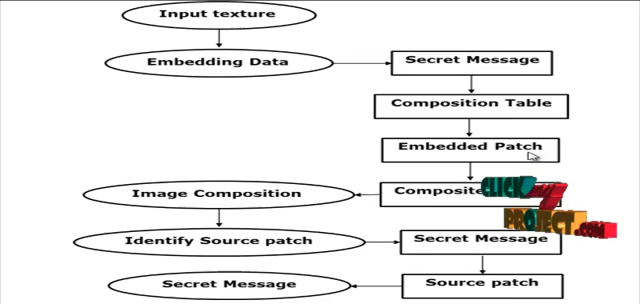 Input texture
Embedding Data
Secret Message
Composition Table
Embedded Patch
Image Composition
Identify Source patch
Secret Message
Secret Message
Source patch
CLICK
PROJECT.COM